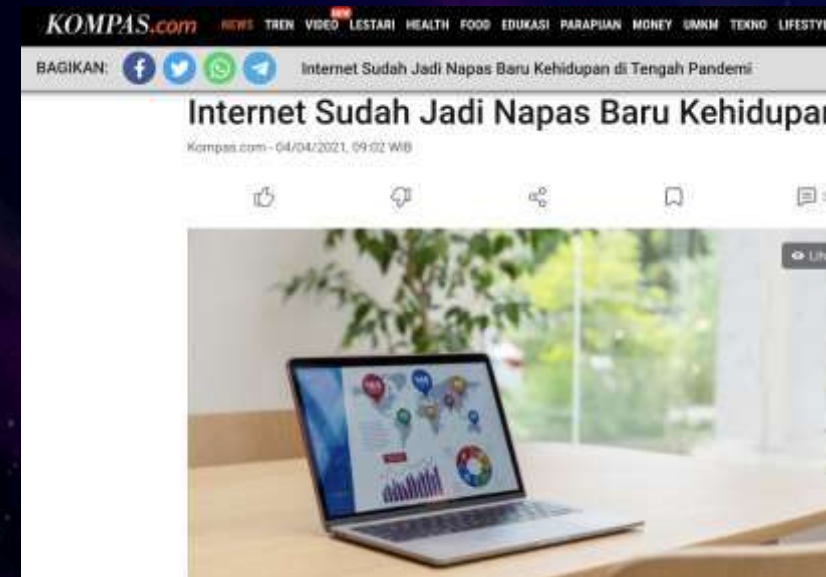 KOMPAS.com NEWS TREN VIDEO NEW LESTARI HEALTH FOOD EDUKASI PARAPUAN MONEY UMKM TEKNO LIFESTYL
BAGIKAN: Internet Sudah Jadi Napas Baru Kehidupan di Tengah Pandemi
Internet Sudah Jadi Napas Baru Kehidupan
Kompas.com - 04/04/2021, 09:02 WIB
Lih